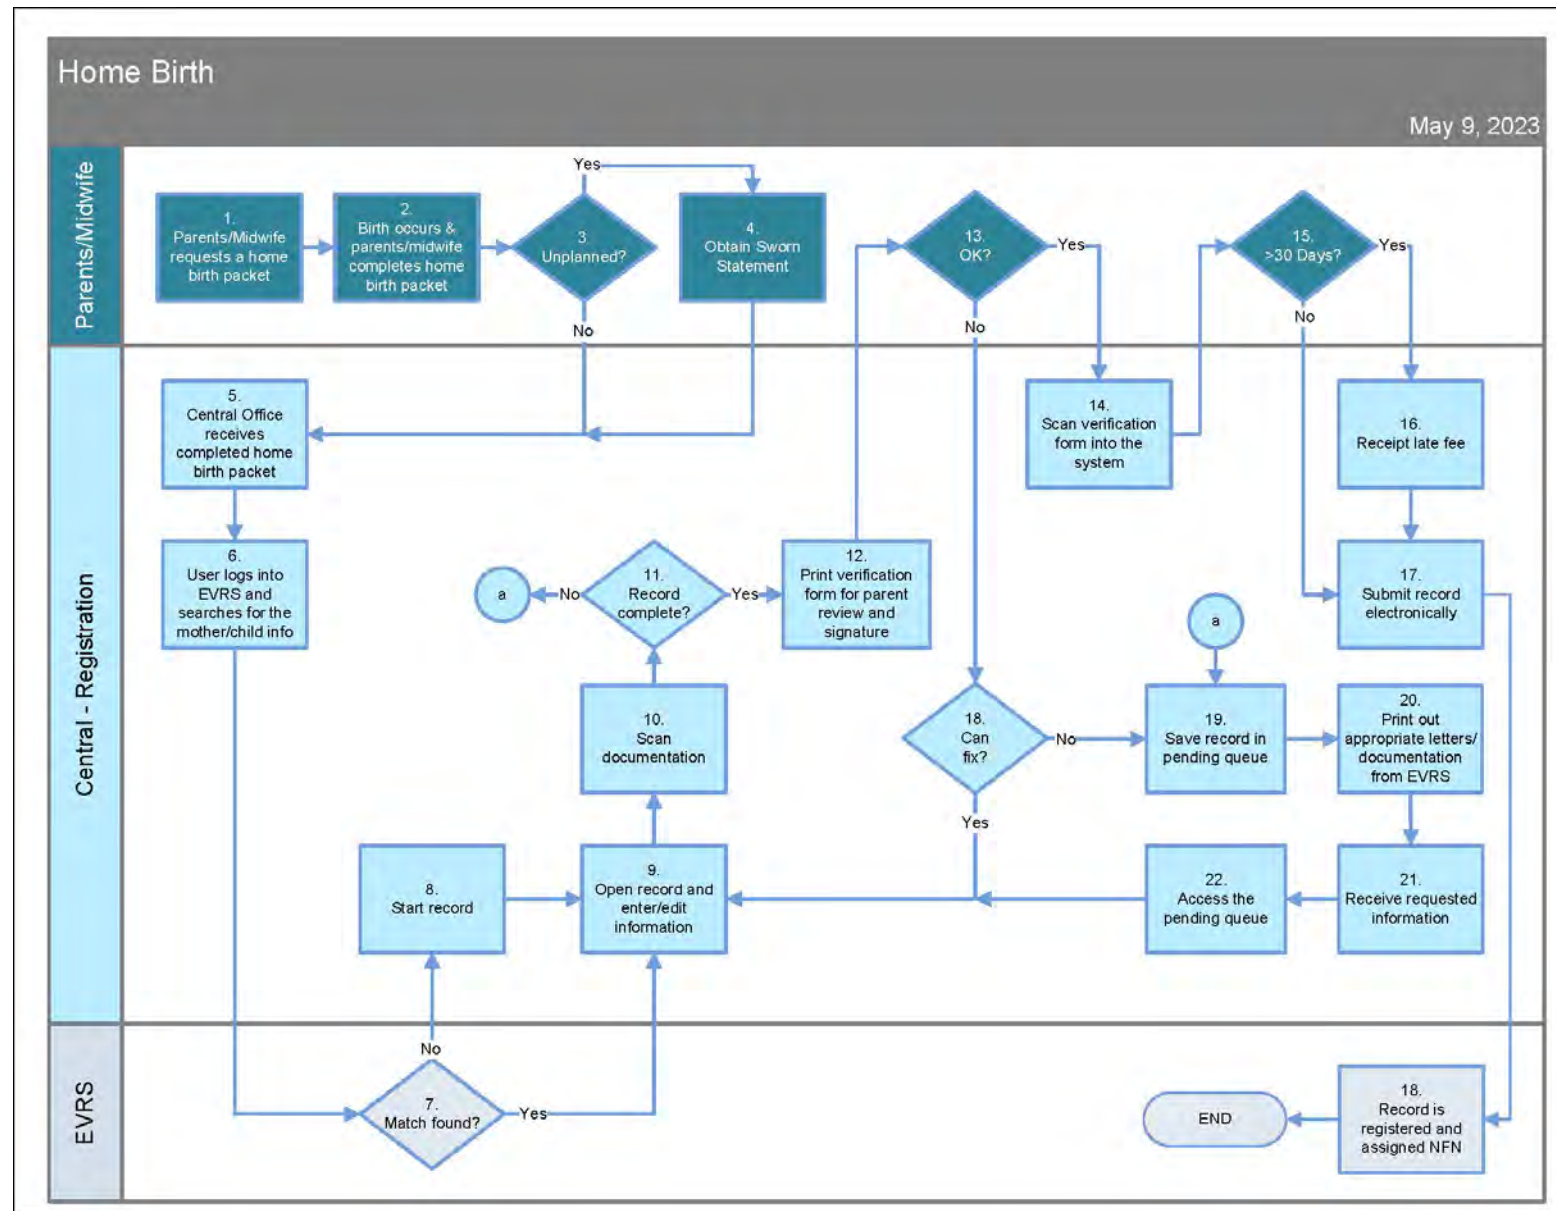 Home Birth
May 9, 2023
Parents/Midwife
1.
Parents/Midwife
requests a home
birth packet
2.
Birth occurs &
parents/midwife
completes home
birth packet
3.
Unplanned?
Yes
No
4.
Obtain Sworn
Statement
13.
OK?
Yes
No
15.
>30 Days?
Yes
No
Central - Registration
5.
Central Office
receives
completed home
birth packet
14.
Scan verification
form into the
system
16.
Receipt late fee
6.
User logs into
EVRS and
searches for the
mother/child info
a
No
11.
Record
complete?
Yes
12.
Print verification
form for parent
review and
signature
a
17.
Submit record
electronically
10.
Scan
documentation
18.
Can
fix?
No
Yes
19.
Save record in
pending queue
20.
Print out
appropriate letters/
documentation
from EVRS
8.
Start record
9.
Open record and
enter/edit
information
22.
Access the
pending queue
21.
Receive requested
information
EVRS
No
7.
Match found?
Yes
END
18.
Record is
registered and
assigned NFN